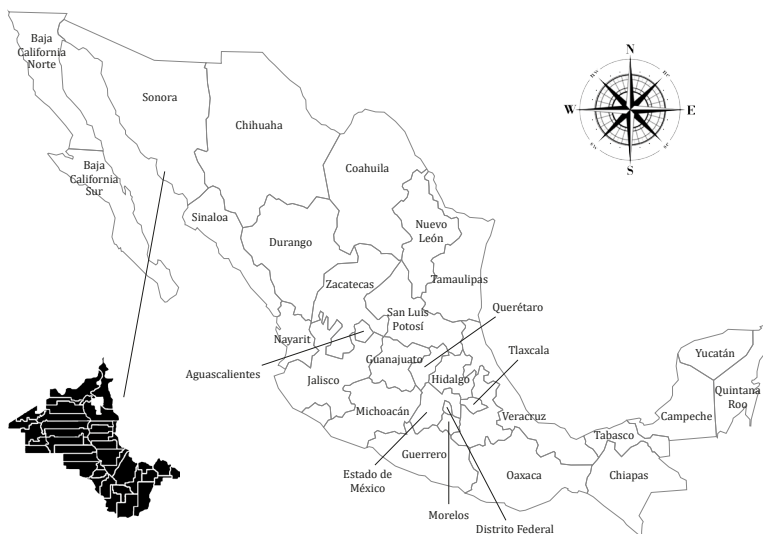 Baja
California
Norte
Sonora
Chihuaha
Coahuila
Baja
California
Sur
Sinaloa
Durango
Nuevo
León
Zacatecas
Tamaulipas
San Luis
Potosí
Querétaro
Nayarit
Aguascalientes
Guanajuato
Tlaxcala
Jalisco
Hidalgo
Yucatán
Quintana
Roo
Michoacán
Veracruz
Campeche
Tabasco
Guerrero
Estado de
México
Oaxaca
Chiapas
Morelos
Distrito Federal
N
W
E
S